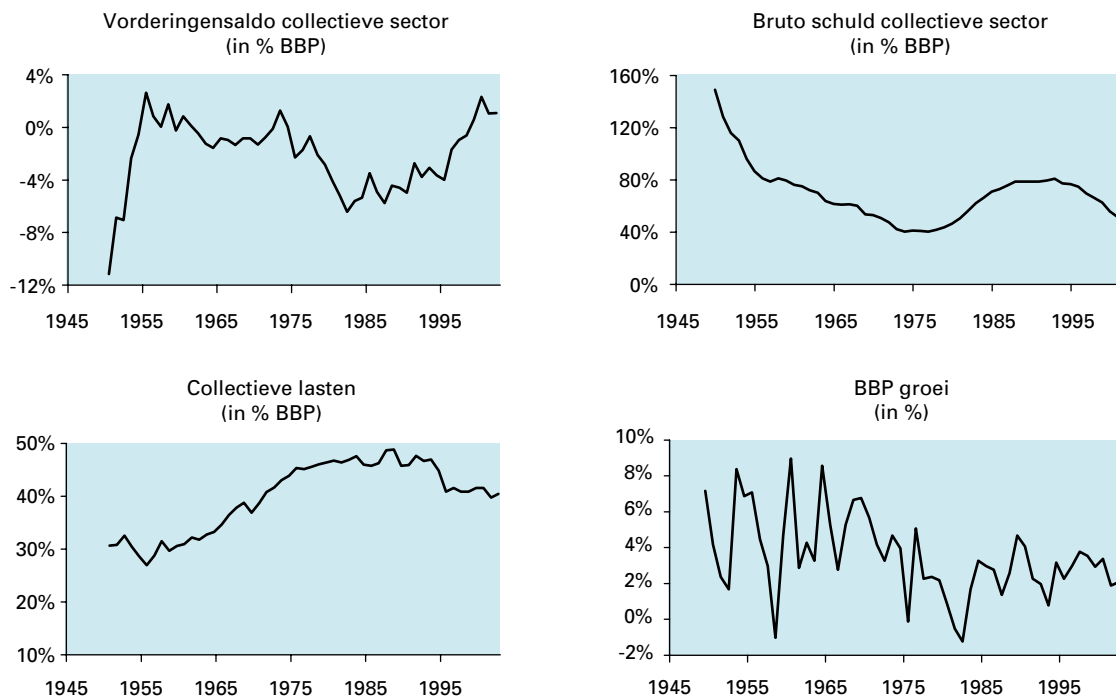 Vorderingensaldo collectieve sector
(in % BBP)
4%
0%
-4%
-8%
-12%
1945 1955 1965 1975 1985 1995
Bruto schuld collectieve sector
(in % BBP)
160%
120%
80%
40%
0%
1945 1955 1965 1975 1985 1995
Collectieve lasten
(in % BBP)
50%
40%
30%
20%
10%
1945 1955 1965 1975 1985 1995
BBP groei
(in %)
10%
8%
6%
4%
2%
0%
-2%
1945 1955 1965 1975 1985 1995